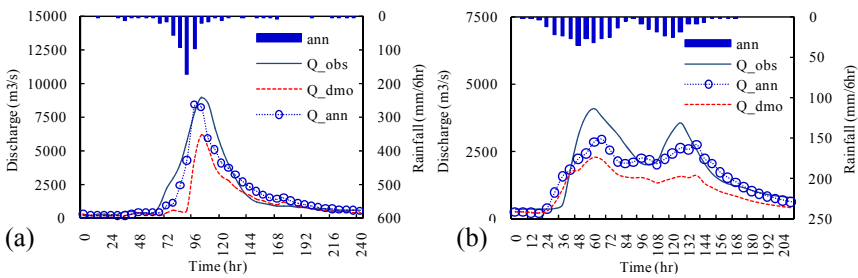 15000
12500
10000
7500
5000
2500
0
Discharge (m3/s)
0
100
200
300
400
500
600
Rainfall (mm/6hr)
ann
Q_obs
Q_dmo
Q_ann
0 24 48 72 96 120 144 168 192 216 240
Time (hr)
(a)
7500
5000
2500
0
Discharge (m3/s)
0
50
100
150
200
250
Rainfall (mm/6hr)
ann
Q_obs
Q_ann
Q_dmo
0 12 24 36 48 60 72 84 96 108 120 132 144 156 168 180 192 204
Time (hr)
(b)